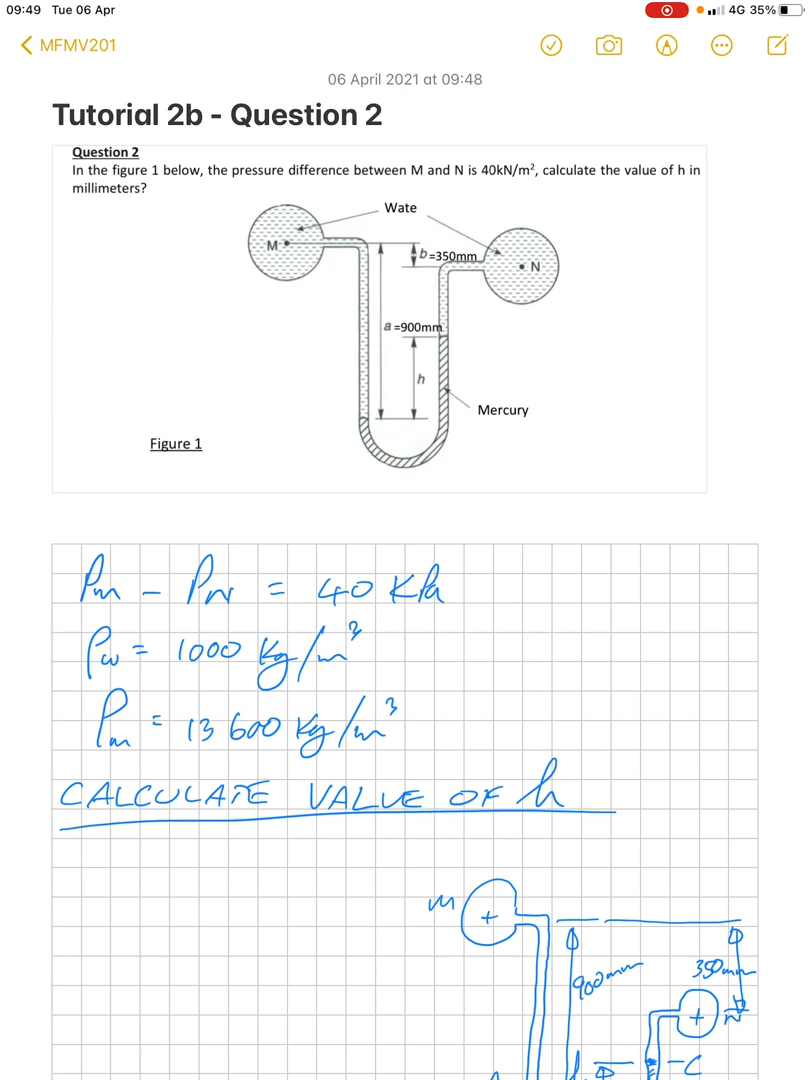 09:49 Tue 06 Apr
4G 35%
MFMV201
06 April 2021 at 09:48
Tutorial 2b - Question 2
Question 2
In the figure 1 below, the pressure difference between M and N is 40kN/m², calculate the value of h in
millimeters?
Wate
M
b=350mm
N
a =900mm
h
Mercury
Figure 1
Pm - PN = 40 KPa
ρw = 1000 kg/m³
ρm = 13 600 kg/m³
CALCULATE VALUE OF h
M
900mm
350mm
N
C